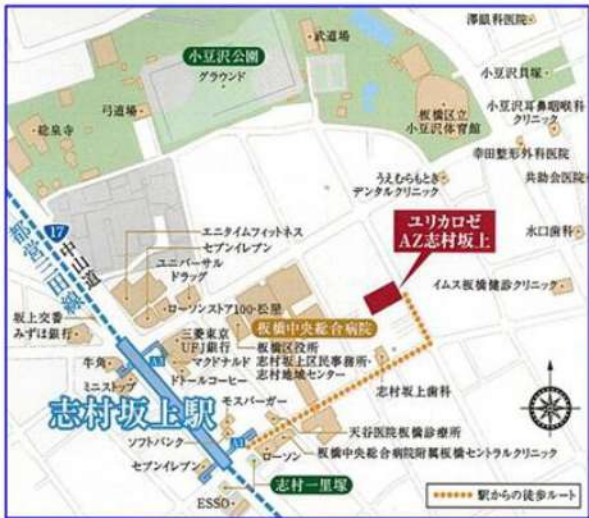 澤眼科医院
武道場
小豆沢公園
グラウンド
小豆沢貝塚
弓道場
板橋区立
小豆沢体育館
小豆沢耳鼻咽喉科
クリニック
総泉寺
幸田整形外科医院
うえむらもとき
デンタルクリニック
共助会医院
ユリカロゼ
AZ志村坂上
水口歯科
17
中山道
都営三田線
エニタイムフィットネス
セブンイレブン
ユニバーサル
ドラッグ
イムス板橋健診クリニック
ローソンストア100・松屋
坂上交番
みずほ銀行
三菱東京
UFJ銀行
板橋中央総合病院
板橋区役所
志村坂上区民事務所・
志村地域センター
牛角
A3
マクドナルド
ミニストップ
ドトールコーヒー
志村坂上歯科
志村坂上駅
モスバーガー
天谷医院板橋診療所
ソフトバンク
A1
ローソン
板橋中央総合病院附属板橋セントラルクリニック
セブンイレブン
志村一里塚
ESSO
駅からの徒歩ルート